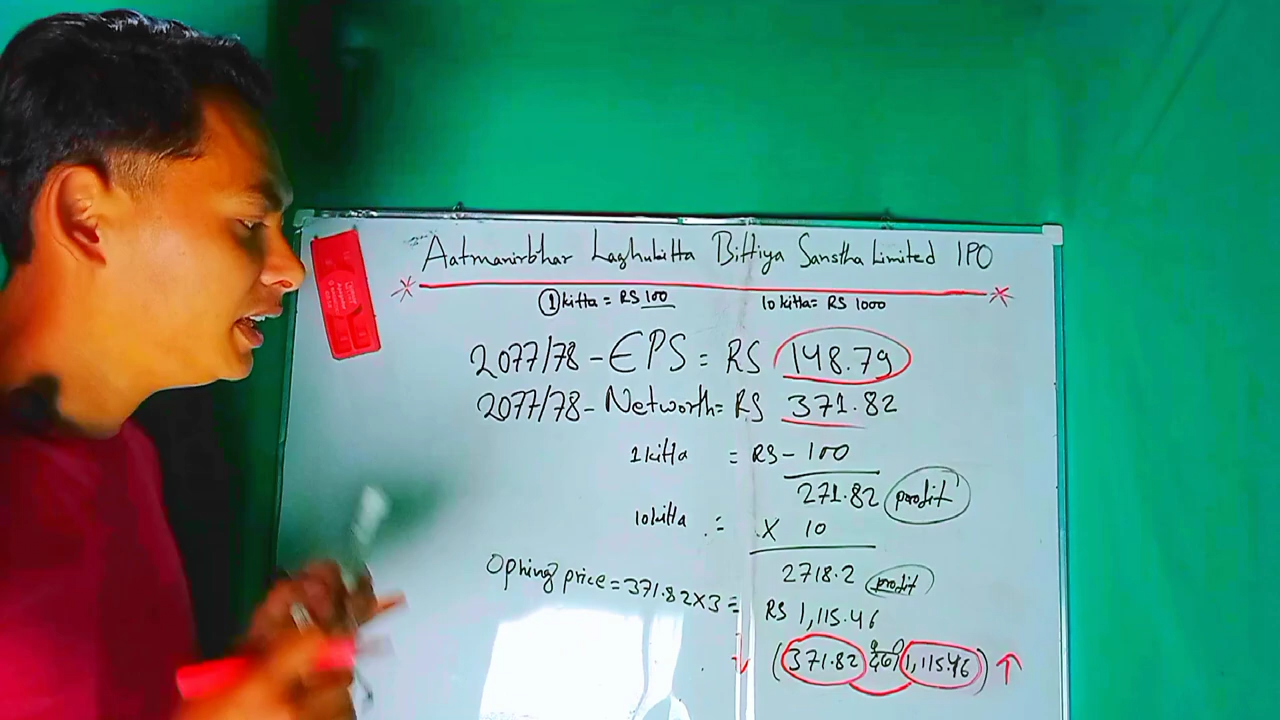 Aatmanirbhar Laghubitta Bittiya Sanstha Limited IPO
1 kitta = RS 100 10 kitta = RS 1000
2077/78 - EPS = RS 148.79
2077/78 - Networth = RS 371.82
1 kitta = RS - 100
271.82 profit
10 kitta = X 10
2718.2 profit
Ophing price = 371.82 X 3 = RS 1,115.46
(371.82 1,115.46)